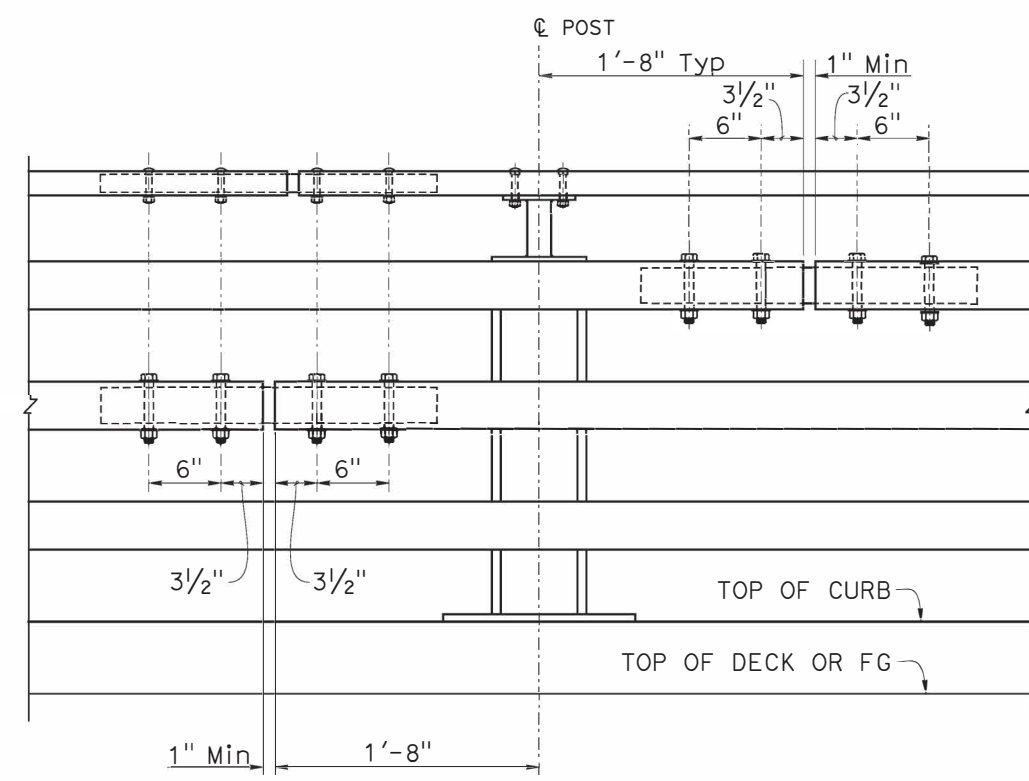 ℄ POST
1'-8" Typ
1" Min
3½"
3½"
6"
6"
6"
6"
3½"
3½"
TOP OF CURB
TOP OF DECK OR FG
1" Min
1'-8"